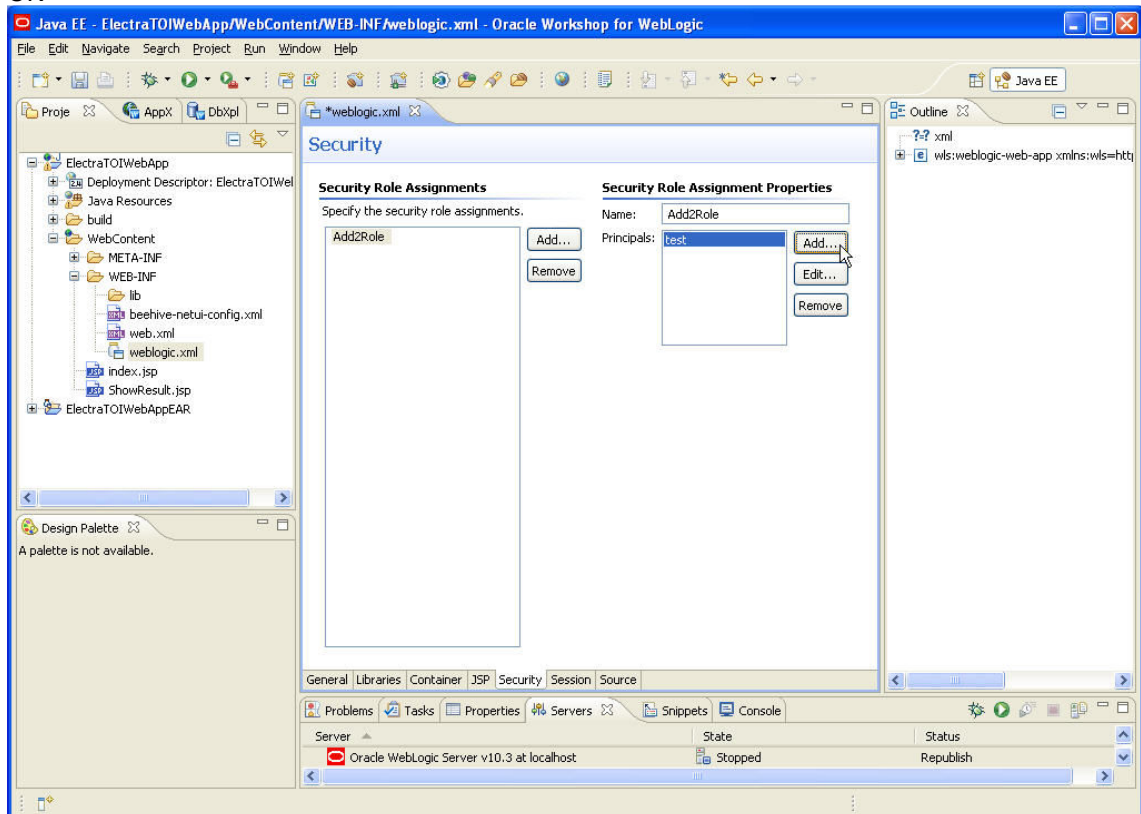 Java EE - ElectraTOIWebApp/WebContent/WEB-INF/weblogic.xml - Oracle Workshop for WebLogic
File Edit Navigate Search Project Run Window Help
Java EE
Proje AppX DbXpl
*weblogic.xml
Outline
ElectraTOIWebApp
Deployment Descriptor: ElectraTOIWel
Java Resources
build
WebContent
META-INF
WEB-INF
lib
beehive-netui-config.xml
web.xml
weblogic.xml
index.jsp
ShowResult.jsp
ElectraTOIWebAppEAR
Design Palette
A palette is not available.
Security
Security Role Assignments
Specify the security role assignments.
Add2Role
Add...
Remove
Security Role Assignment Properties
Name: Add2Role
Principals: test
Add...
Edit...
Remove
General Libraries Container JSP Security Session Source
?=? xml
e wls:weblogic-web-app xmlns:wls=http
Problems Tasks Properties Servers Snippets Console
Server State Status
Oracle WebLogic Server v10.3 at localhost Stopped Republish